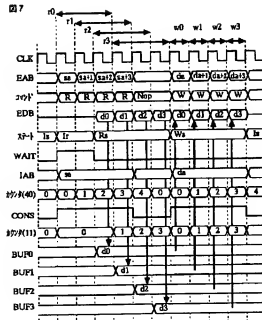 図7
r0 w0 w1 w2 w3
r1
r2
r3
CLK
EAB sa sa+1 sa+2 sa+3 da da+1 da+2 da+3
コマンド R R R R Nop W W W W
EDB d0 d1 d2 d3 d0 d1 d2 d3
ステート Is Ir Rs Ws Is
WAIT
IAB sa da
カウンタ(40) 0 0 1 2 3 4 0 0 1 2 3 4
CONS
カウンタ(11) 0 0 1 2 3 0 1 2 3 0
BUF0 d0
BUF1 d1
BUF2 d2
BUF3 d3